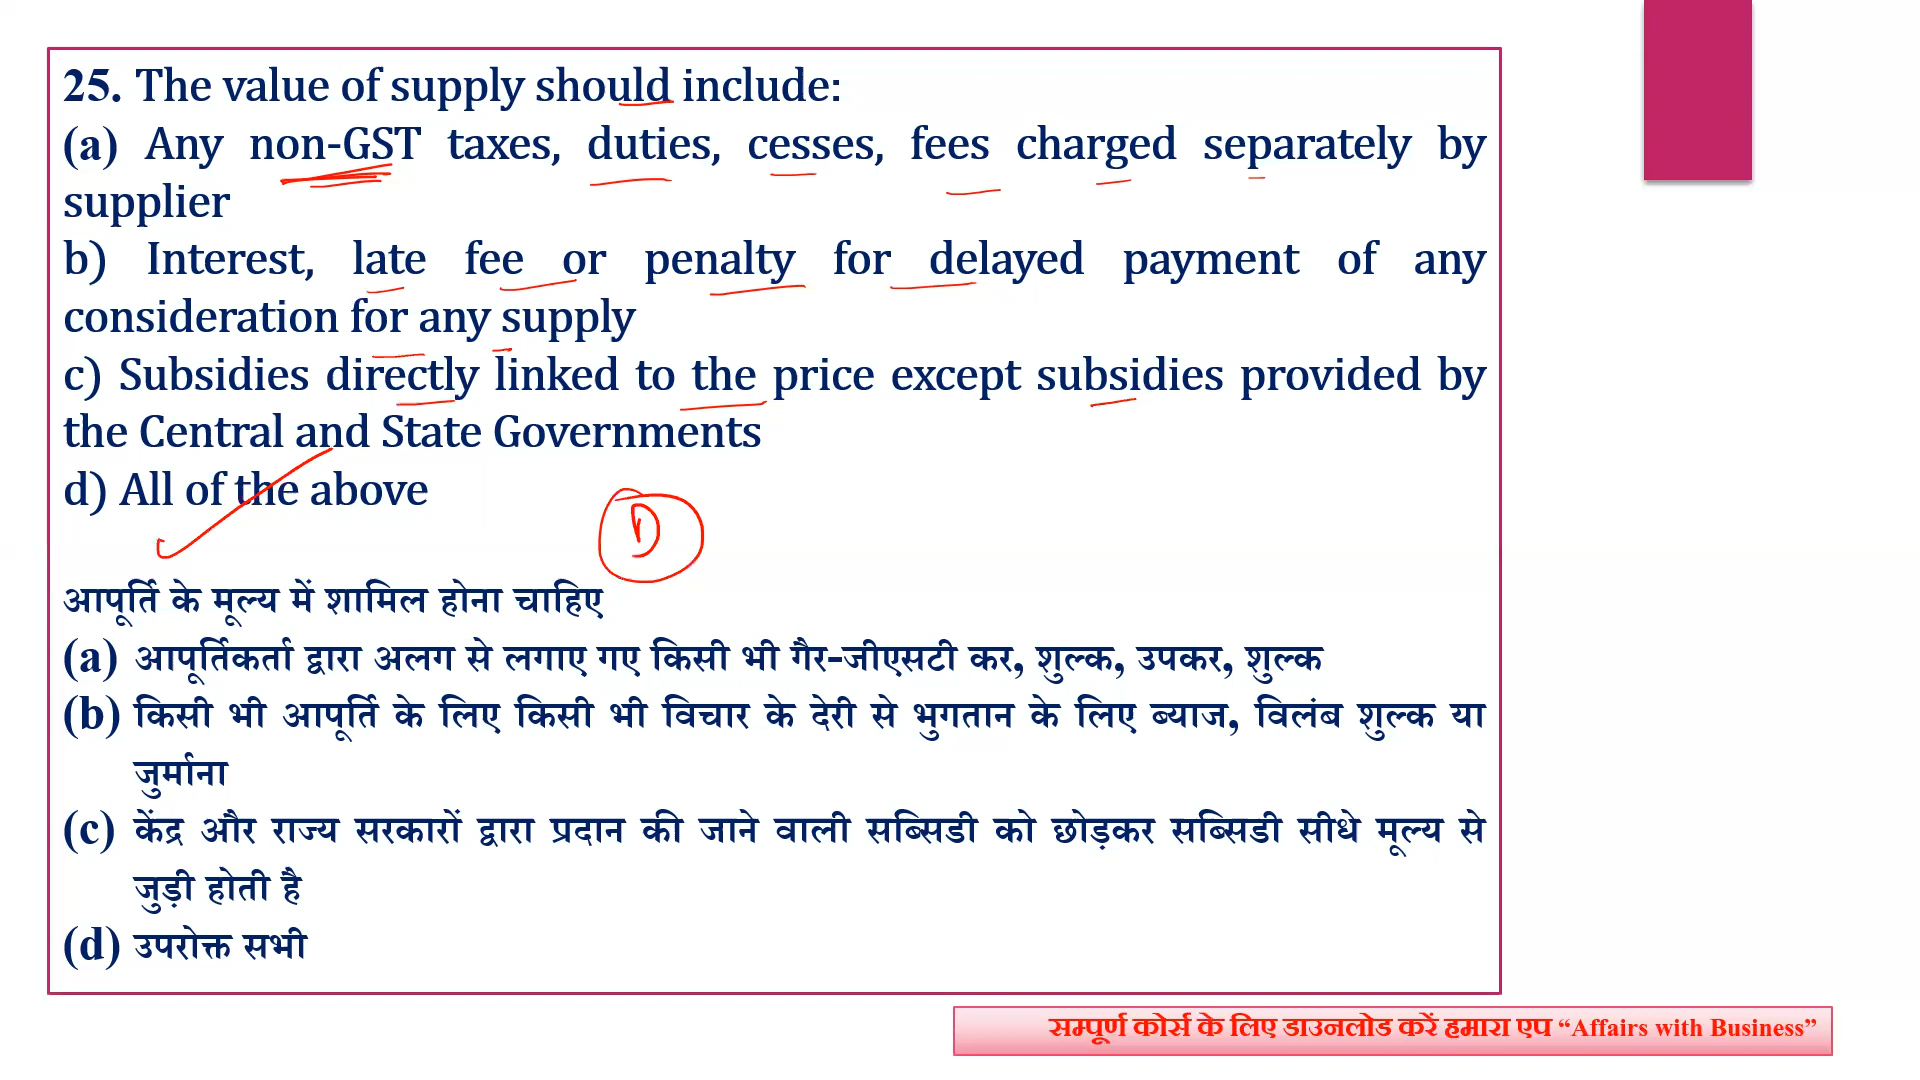 25. The value of supply should include:
(a) Any non-GST taxes, duties, cesses, fees charged separately by
supplier
b) Interest, late fee or penalty for delayed payment of any
consideration for any supply
c) Subsidies directly linked to the price except subsidies provided by
the Central and State Governments
d) All of the above
D
आपूर्ति के मूल्य में शामिल होना चाहिए
(a) आपूर्तिकर्ता द्वारा अलग से लगाए गए किसी भी गैर-जीएसटी कर, शुल्क, उपकर, शुल्क
(b) किसी भी आपूर्ति के लिए किसी भी विचार के देरी से भुगतान के लिए ब्याज, विलंब शुल्क या
जुर्माना
(c) केंद्र और राज्य सरकारों द्वारा प्रदान की जाने वाली सब्सिडी को छोड़कर सब्सिडी सीधे मूल्य से
जुड़ी होती है
(d) उपरोक्त सभी
सम्पूर्ण कोर्स के लिए डाउनलोड करें हमारा एप “Affairs with Business”